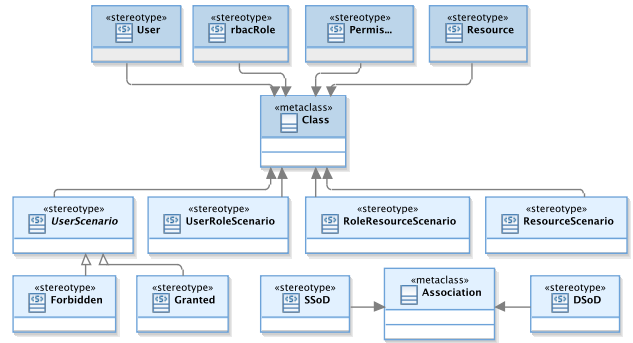 «stereotype» «stereotype» «stereotype» «stereotype»
User rbacRole Permis... Resource
«metaclass»
Class
«stereotype» «stereotype» «stereotype» «stereotype»
UserScenario UserRoleScenario RoleResourceScenario ResourceScenario
«stereotype» «stereotype» «stereotype» «metaclass» «stereotype»
Forbidden Granted SSoD Association DSoD